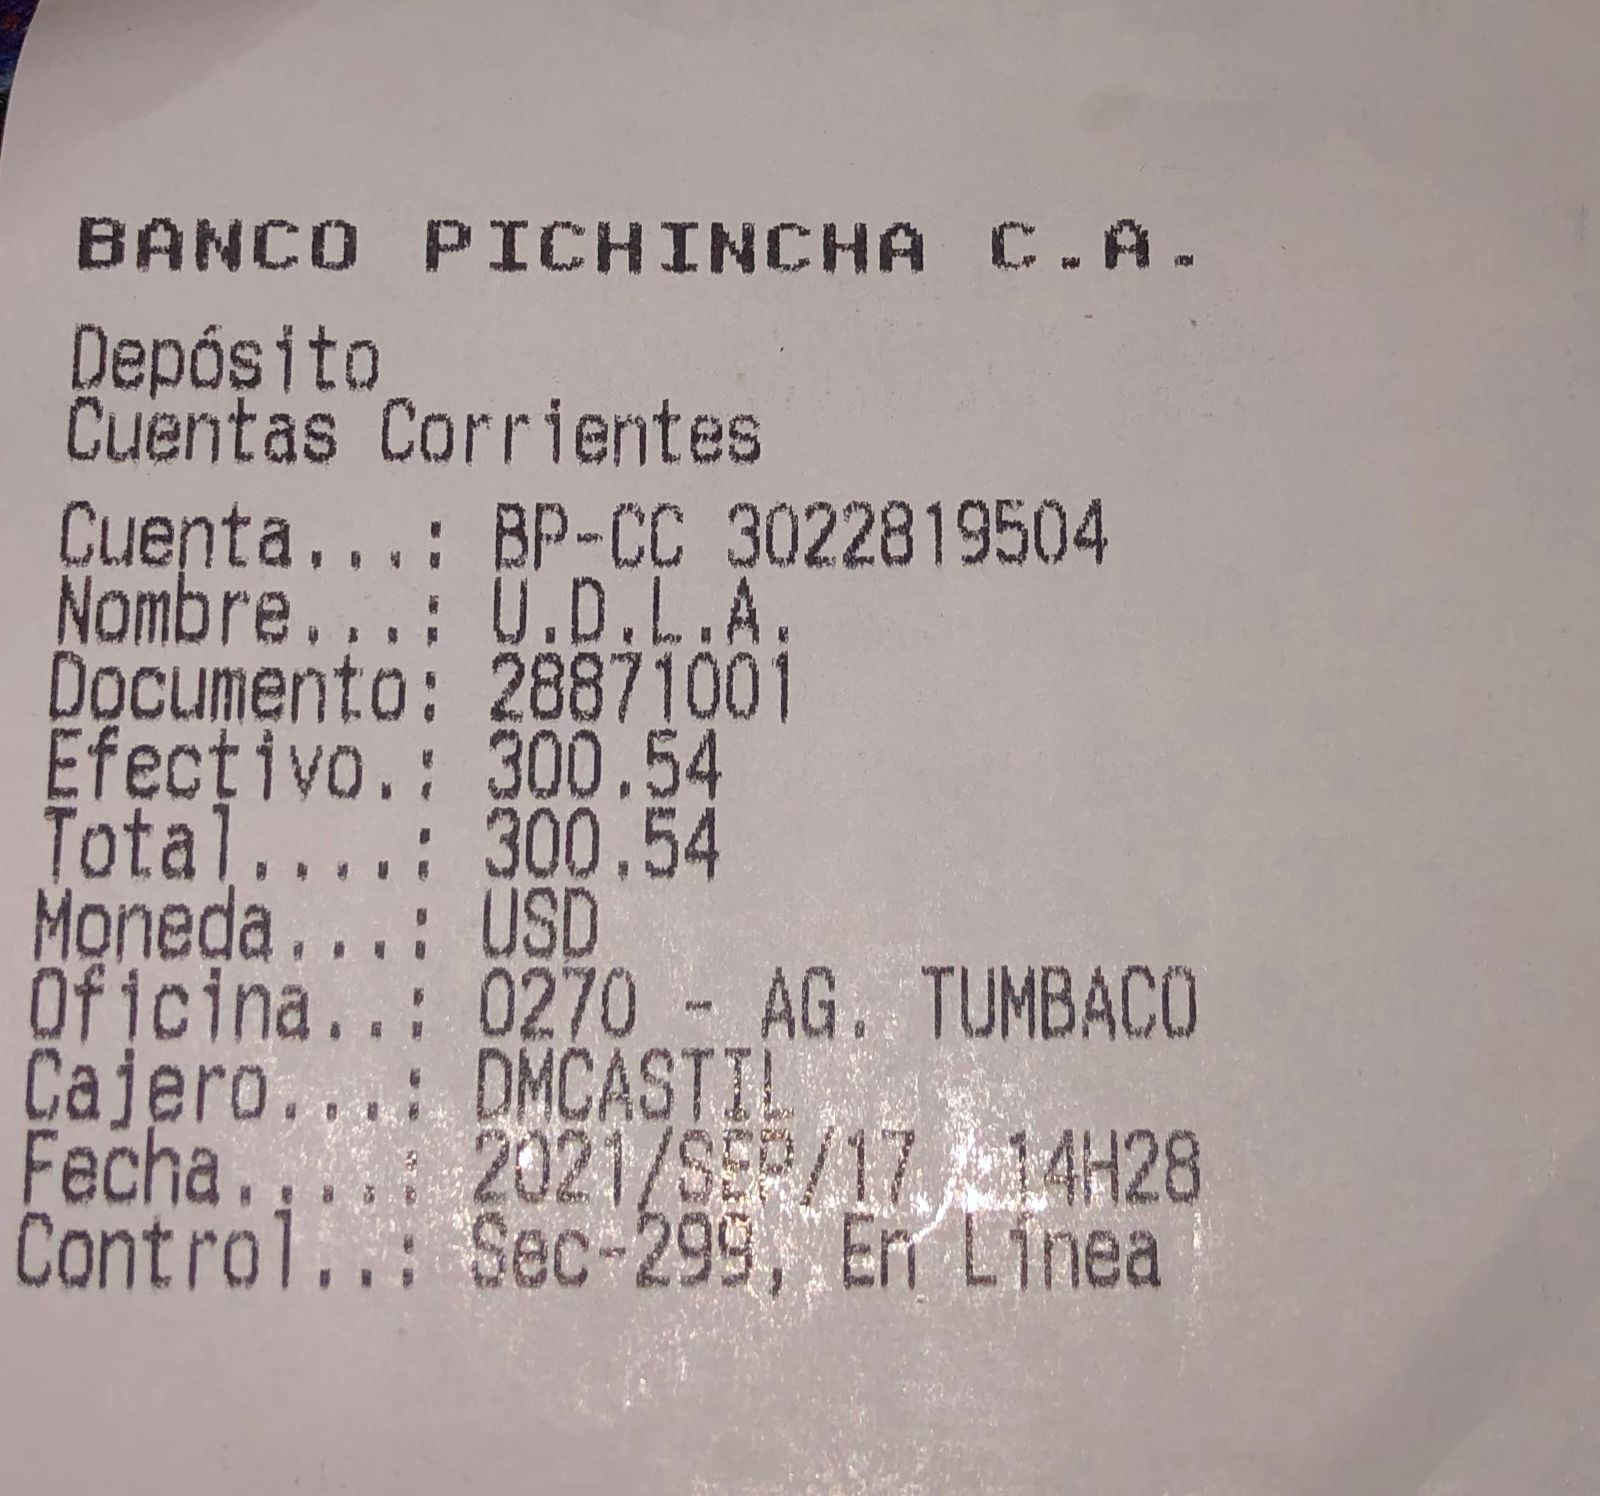 BANCO PICHINCHA C.A.
Depósito
Cuentas Corrientes
Cuenta...: BP-CC 3022819504
Nombre...: U.D.L.A.
Documento: 28871001
Efectivo.: 300.54
Total....: 300.54
Moneda...: USD
Oficina..: 0270 - AG. TUMBACO
Cajero...: DMCASTIL
Fecha....: 2021/SEP/17 14H28
Control..: Sec-299, En Línea